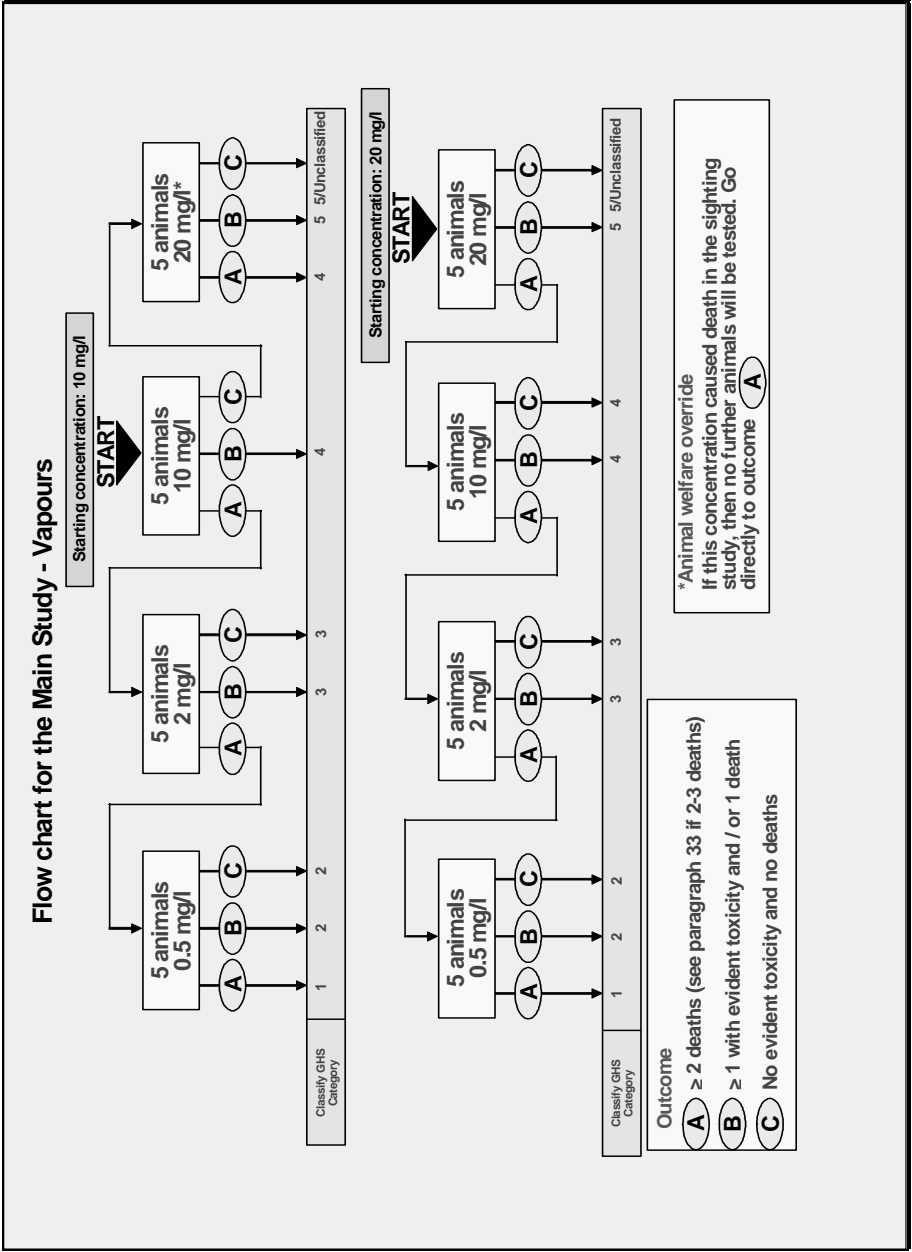 Flow chart for the Main Study - Vapours
Starting concentration: 10 mg/l
START
5 animals
0.5 mg/l
5 animals
2 mg/l
5 animals
10 mg/l
5 animals
20 mg/l*
A B C
A B C
A B C
A B C
Classify GHS
Category
1 2 2 3 3 4 4 5 5/Unclassified
Starting concentration: 20 mg/l
START
5 animals
0.5 mg/l
5 animals
2 mg/l
5 animals
10 mg/l
5 animals
20 mg/l
A B C
A B C
A B C
A B C
Classify GHS
Category
1 2 2 3 3 4 4 5 5/Unclassified
Outcome
A ≥ 2 deaths (see paragraph 33 if 2-3 deaths)
B ≥ 1 with evident toxicity and / or 1 death
C No evident toxicity and no deaths
*Animal welfare override
If this concentration caused death in the sighting
study, then no further animals will be tested. Go
directly to outcome A